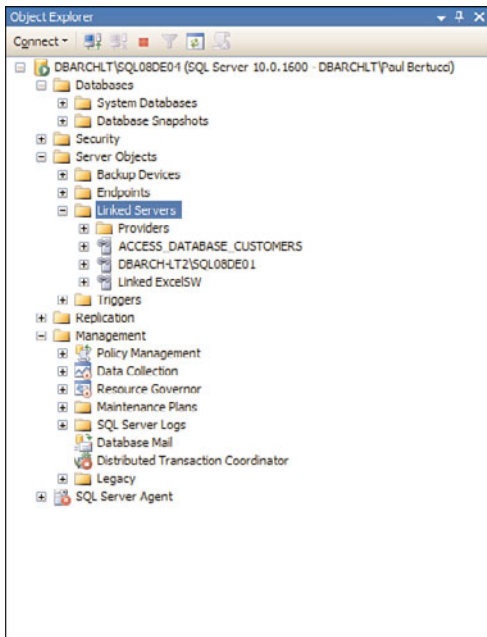 Object Explorer
Connect
DBARCHLT\SQL08DE04 (SQL Server 10.0.1600 - DBARCHLT\Paul Bertucci)
Databases
System Databases
Database Snapshots
Security
Server Objects
Backup Devices
Endpoints
Linked Servers
Providers
ACCESS_DATABASE_CUSTOMERS
DBARCH-LT2\SQL08DE01
Linked ExcelSW
Triggers
Replication
Management
Policy Management
Data Collection
Resource Governor
Maintenance Plans
SQL Server Logs
Database Mail
Distributed Transaction Coordinator
Legacy
SQL Server Agent